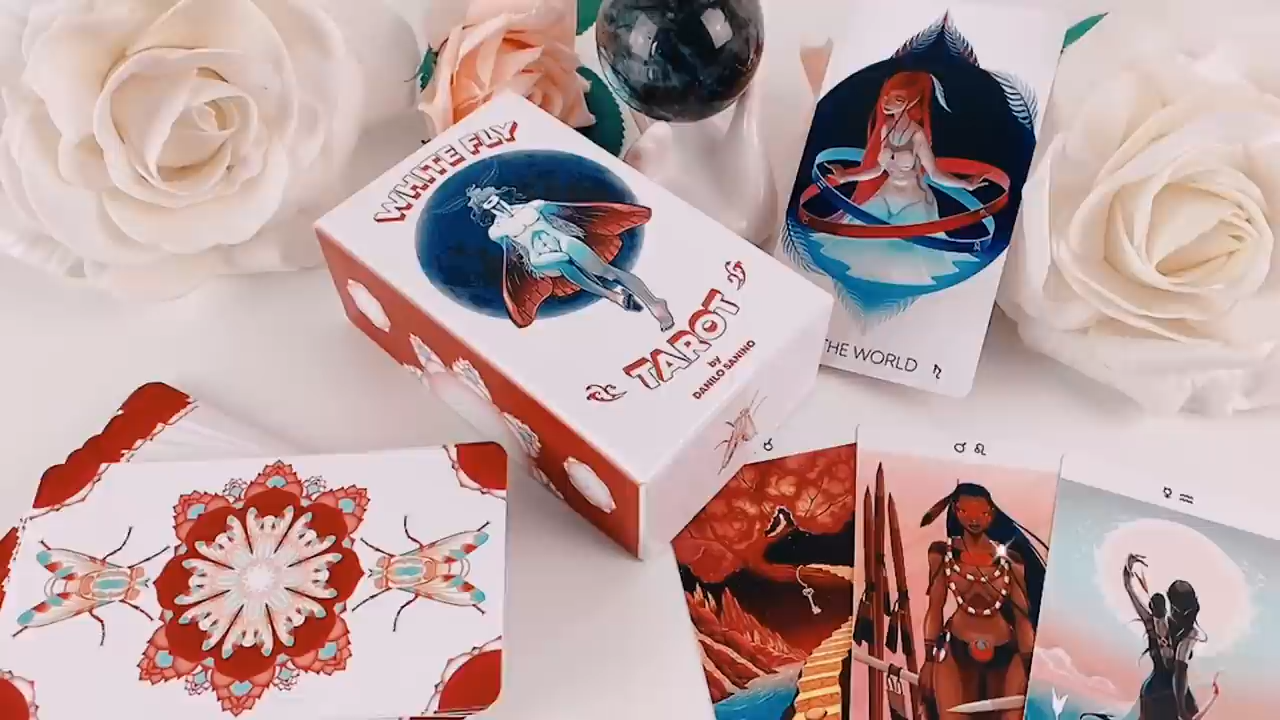 WHITE FLY
TAROT
by
DANILO SANINO
THE WORLD ♄
♂
♂ ♌
☿ ♒